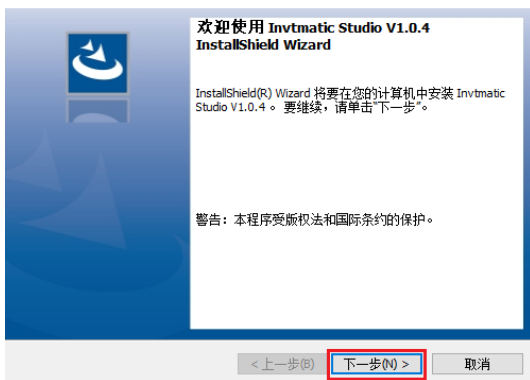 欢迎使用 Invtmatic Studio V1.0.4
InstallShield Wizard
InstallShield(R) Wizard 将要在您的计算机中安装 Invtmatic
Studio V1.0.4。 要继续，请单击“下一步”。
警告：本程序受版权法和国际条约的保护。
<上一步(B)
下一步(N) >
取消